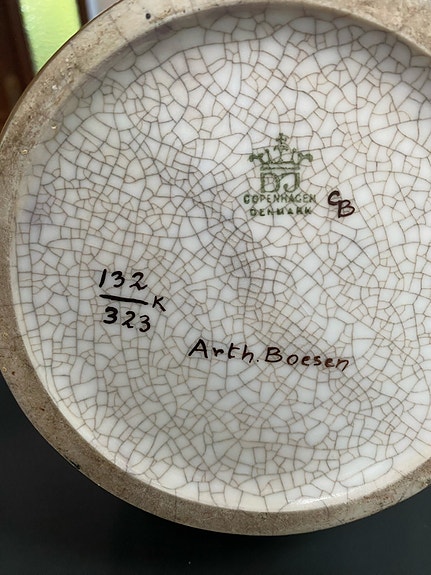 DJ
COPENHAGEN
DENMARK
CB
132
K
323
Arth. Boesen